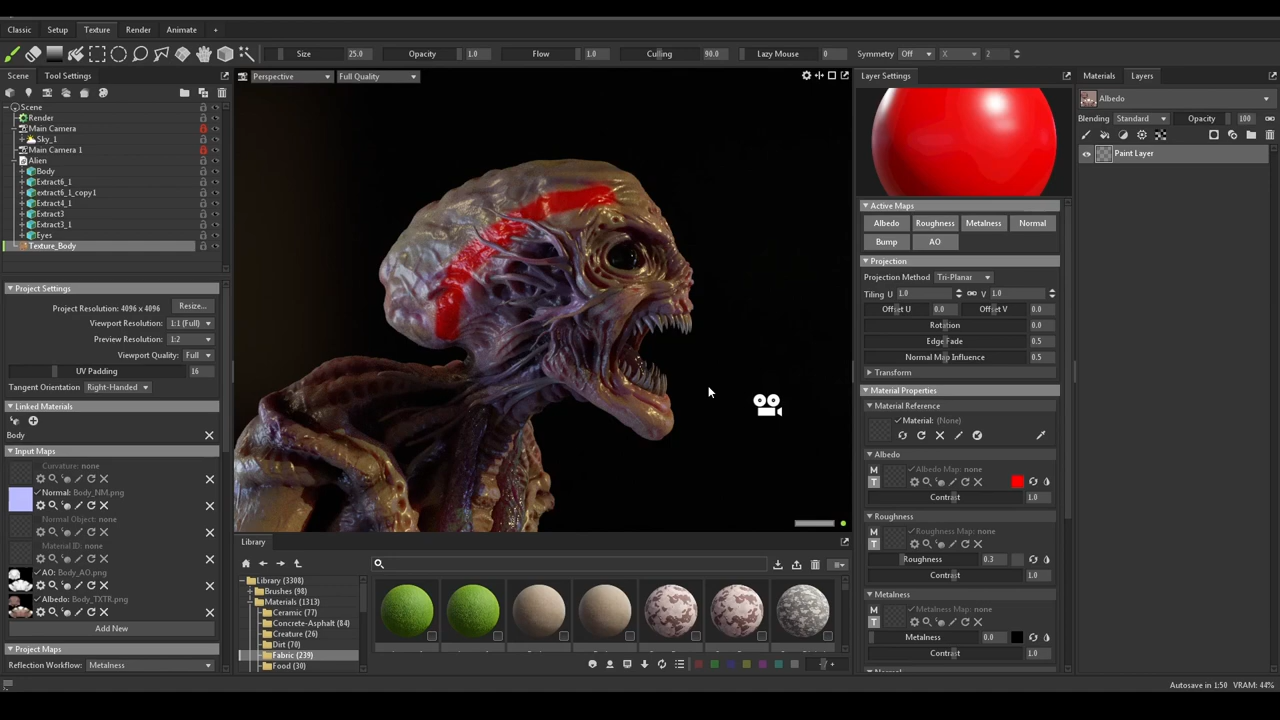 Classic Setup Texture Render Animate +
Size 25.0 Opacity 1.0 Flow 1.0 Culling 90.0 Lazy Mouse 0 Symmetry Off X 2
Scene Tool Settings
Scene
Render
Main Camera
Sky_1
Main Camera 1
Alien
Body
Extract6_1
extract6_1_copy1
Extract4_1
Extract3
Extract3_1
Eyes
Texture_Body
Project Settings
Project Resolution: 4096 x 4096 Resize...
Viewport Resolution: 1:1 (Full)
Preview Resolution: 1:2
Viewport Quality: Full
UV Padding 16
Tangent Orientation Right-Handed
Linked Materials
Body
Input Maps
Curvature: none
Normal: Body_NM.png
Normal Object: none
Material ID: none
AO: Body_AO.png
Albedo: Body_TXTR.png
Add New
Project Maps
Reflection Workflow: Metalness
Perspective Full Quality
Library
Library (3308)
Brushes (98)
Materials (1313)
Ceramic (77)
Concrete-Asphalt (84)
Creature (26)
Dirt (70)
Fabric (239)
Food (30)
Layer Settings
Active Maps
Albedo Roughness Metalness Normal
Bump AO
Projection
Projection Method Tri-Planar
Tiling U 1.0 V 1.0
Offset U 0.0 Offset V 0.0
Rotation 0.0
Edge Fade 0.5
Normal Map Influence 0.5
Transform
Material Properties
Material Reference
Material: (None)
Albedo
M
T
Albedo Map: none
Contrast 1.0
Roughness
M
T
Roughness Map: none
Roughness 0.3
Contrast 1.0
Metalness
M
T
Metalness Map: none
Metalness 0.0
Contrast 1.0
Materials Layers
Albedo
Blending Standard Opacity 100
Paint Layer
Autosave in 1:50 VRAM: 44%